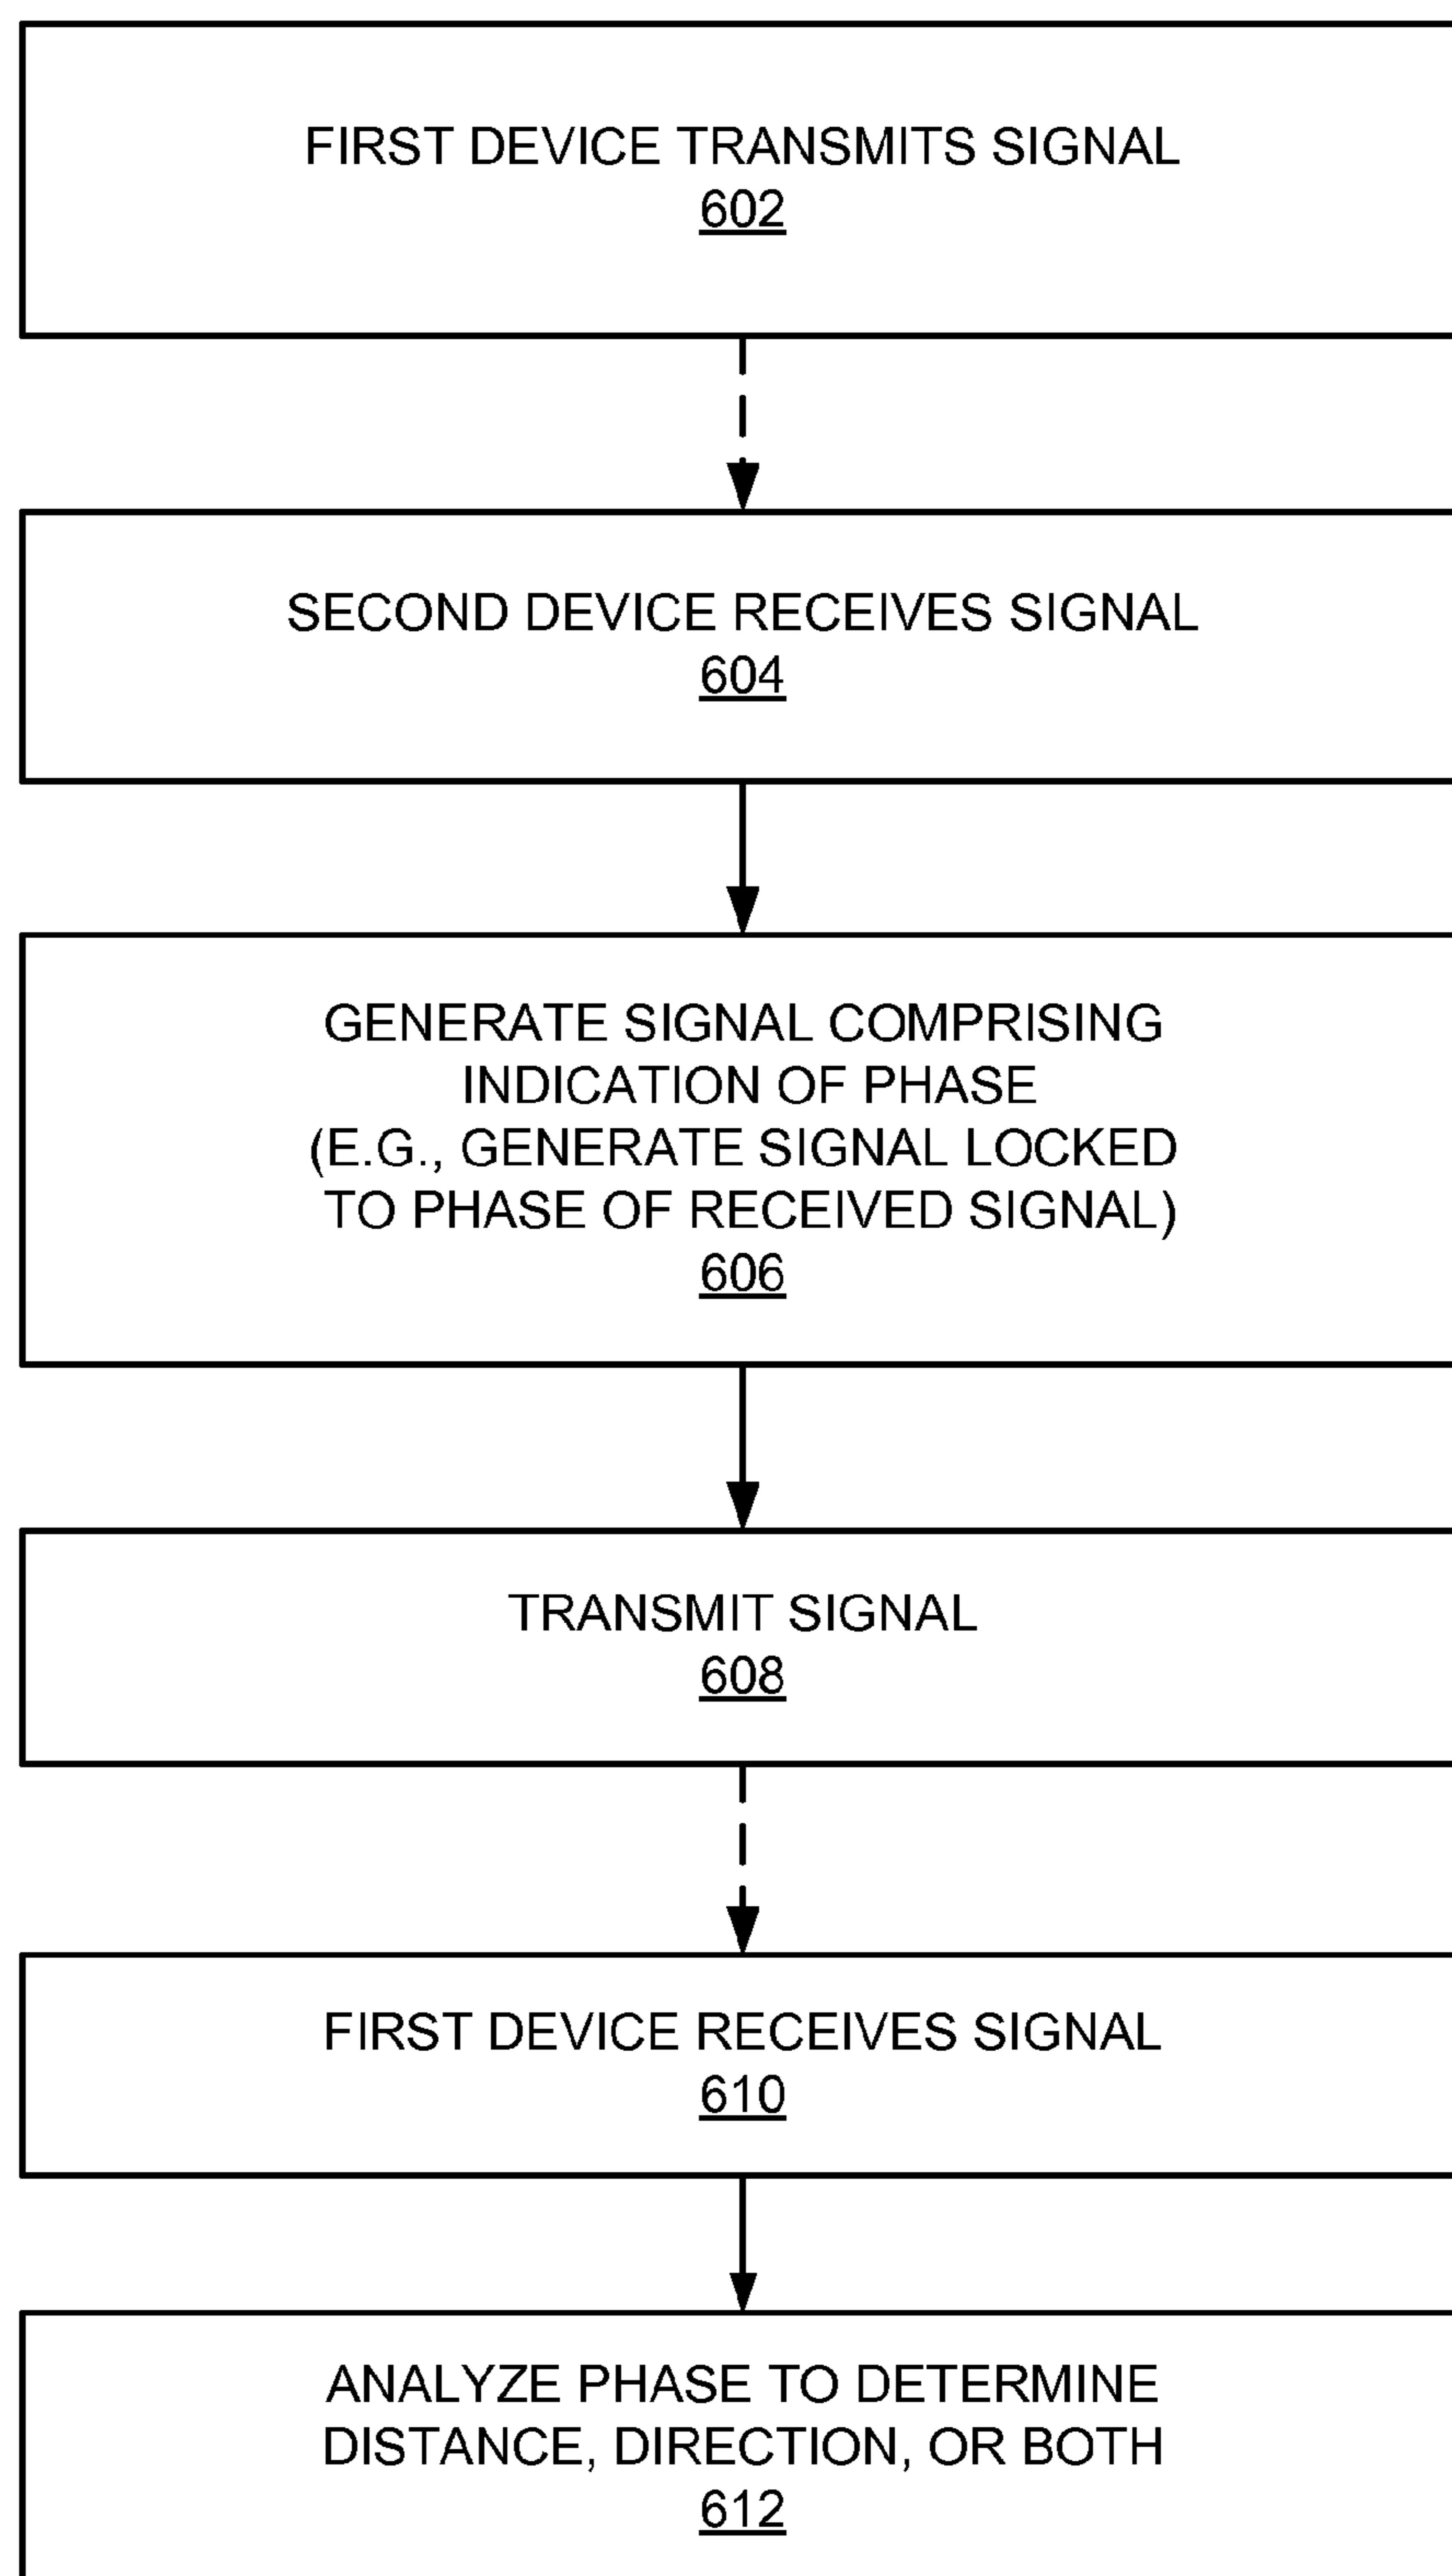 FIRST DEVICE TRANSMITS SIGNAL
602
SECOND DEVICE RECEIVES SIGNAL
604
GENERATE SIGNAL COMPRISING
INDICATION OF PHASE
(E.G., GENERATE SIGNAL LOCKED
TO PHASE OF RECEIVED SIGNAL)
606
TRANSMIT SIGNAL
608
FIRST DEVICE RECEIVES SIGNAL
610
ANALYZE PHASE TO DETERMINE
DISTANCE, DIRECTION, OR BOTH
612